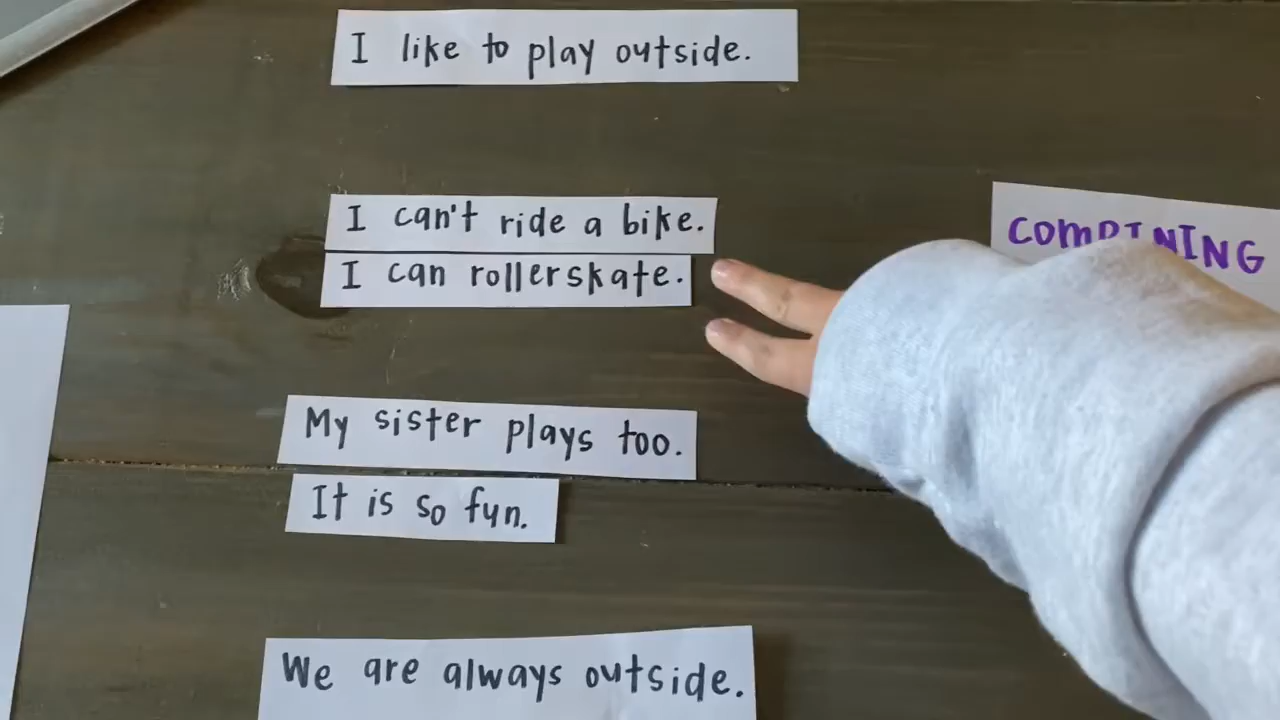 I like to play outside.
I can't ride a bike.
I can rollerskate.
COMBINING
My sister plays too.
It is so fun.
We are always outside.